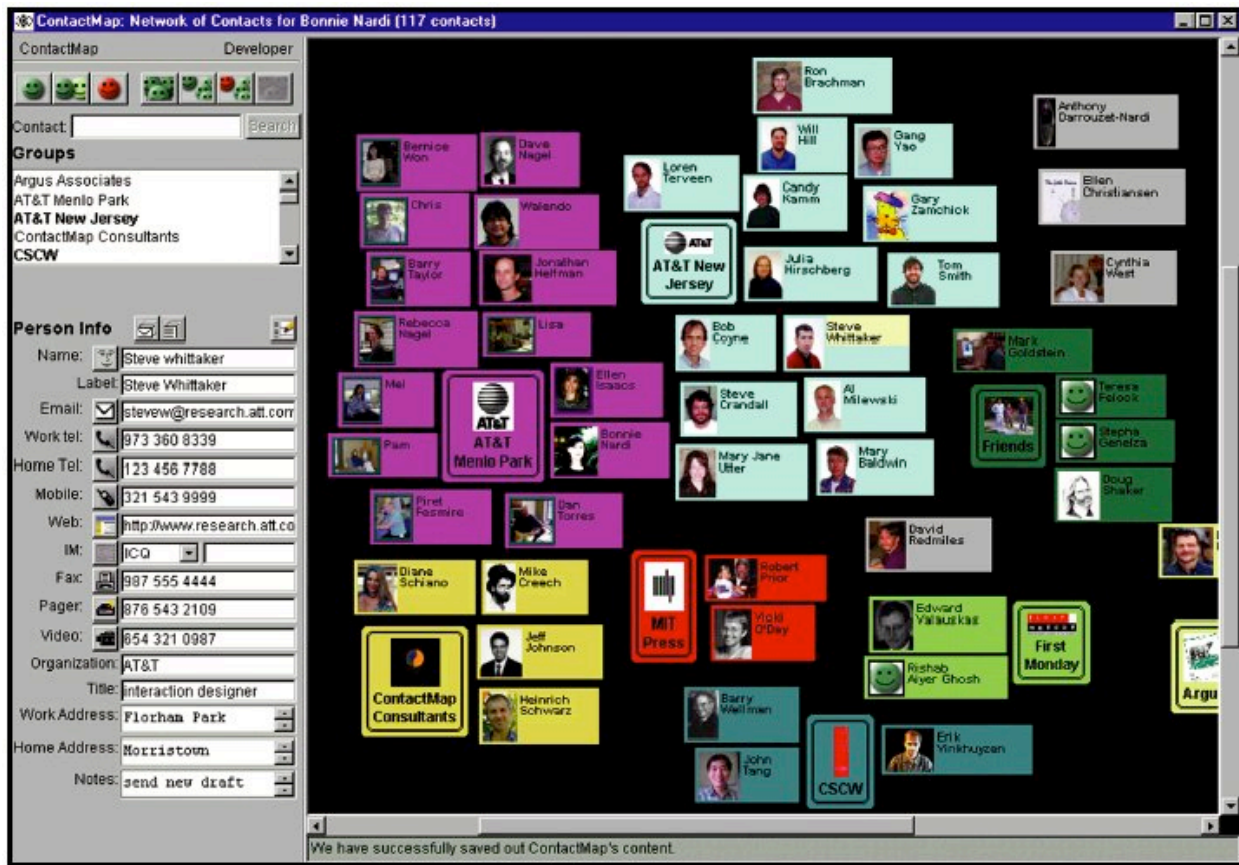 ContactMap: Network of Contacts for Bonnie Nardi (117 contacts)
ContactMap
Developer
Contact:
Search
Groups
Argus Associates
AT&T Menlo Park
AT&T New Jersey
ContactMap Consultants
CSCW
Person Info
Name: Steve whittaker
Label: Steve Whittaker
Email: stevew@research.att.com
Work tel: 973 360 8339
Home Tel: 123 456 7788
Mobile: 321 543 9999
Web: http://www.research.att.co
IM: ICQ
Fax: 987 555 4444
Pager: 876 543 2109
Video: 654 321 0987
Organization: AT&T
Title: interaction designer
Work Address: Florham Park
Home Address: Morristown
Notes: send new draft
Bernice
Won
Dave
Nagel
Chris
Walendo
Barry
Taylor
Jonathan
Helfman
Rebecca
Nagel
Lisa
Mei
Ellen
Isaacs
AT&T
AT&T
Menlo Park
Pam
Bonnie
Nardi
Piret
Fesmire
Dan
Torres
Ron
Brachman
Will
Hill
Gang
Yao
Loren
Terveen
Candy
Kamm
Gary
Zamchick
AT&T
AT&T New
Jersey
Julia
Hirschberg
Tom
Smith
Bob
Coyne
Steve
Whittaker
Steve
Crandall
Al
Milewski
Mary Jane
Utter
Mary
Baldwin
Anthony
Darrouzet-Nardi
Ellen
Christiansen
Cynthia
West
Mark
Goldstein
Friends
Teresa
Felock
Stepha
Genelza
Doug
Shaker
David
Redmiles
Diane
Schiano
Mike
Creech
ContactMap
Consultants
Jeff
Johnson
Heinrich
Schwarz
MIT
Press
Robert
Prior
Vicki
O'Day
Edward
Valauskas
First
Monday
Rishab
Aiyer Ghosh
Argu
Barry
Wellman
John
Tang
CSCW
Erik
Vinkhuyzen
We have successfully saved out ContactMap's content.